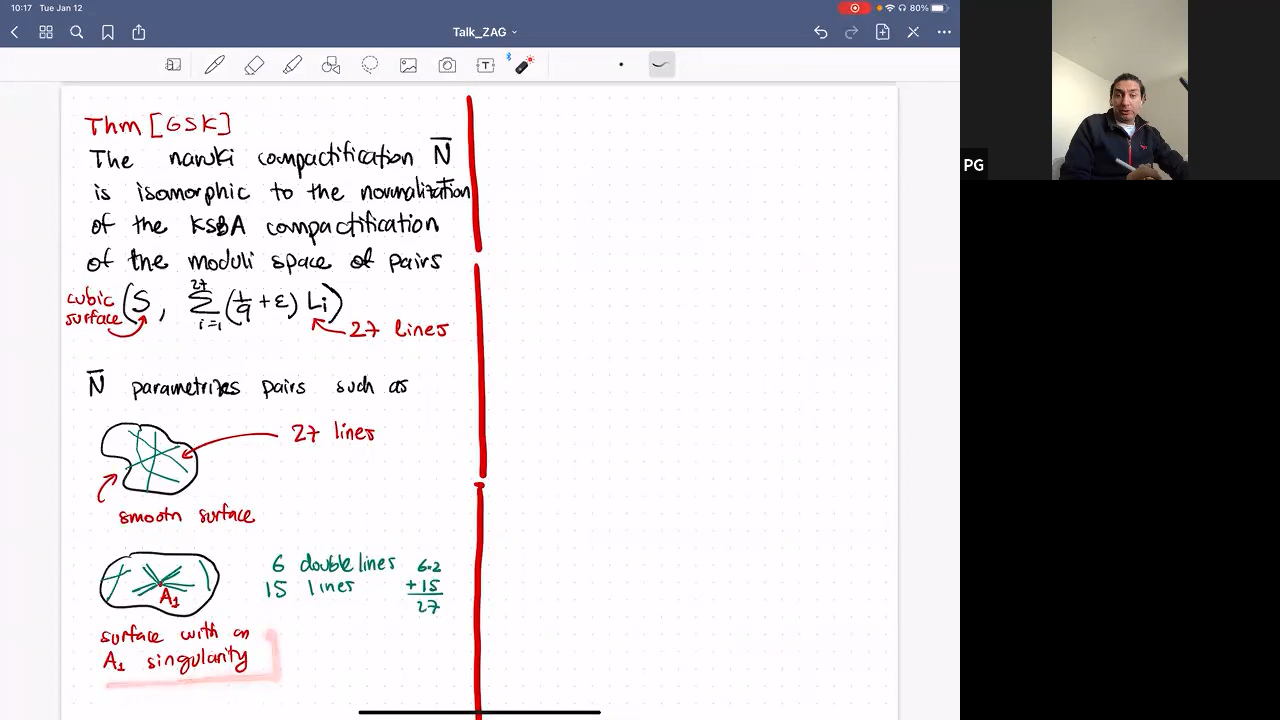 10:17 Tue Jan 12
80%
Talk_ZAG
Thm [GSK]
The naruki compactification N̄
is isomorphic to the normalization
of the KSBA compactification
of the moduli space of pairs
cubic surface (S, ∑_{i=1}^{27} (1/9 + ε) Li)
27 lines
N̄ parametrizes pairs such as
27 lines
smooth surface
6 double lines 6·2
15 lines +15
27
A₁
surface with an
A₁ singularity
PG